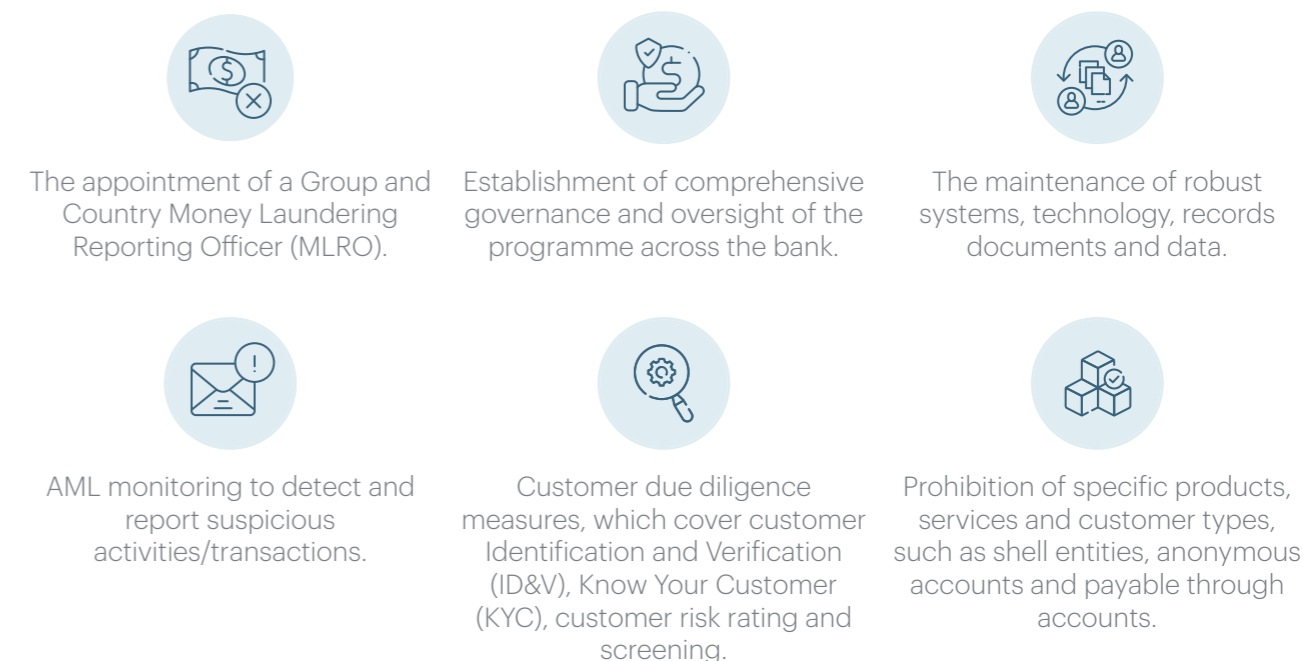 The appointment of a Group and
Country Money Laundering
Reporting Officer (MLRO).
Establishment of comprehensive
governance and oversight of the
programme across the bank.
The maintenance of robust
systems, technology, records
documents and data.
AML monitoring to detect and
report suspicious
activities/transactions.
Customer due diligence
measures, which cover customer
Identification and Verification
(ID&V), Know Your Customer
(KYC), customer risk rating and
screening.
Prohibition of specific products,
services and customer types,
such as shell entities, anonymous
accounts and payable through
accounts.